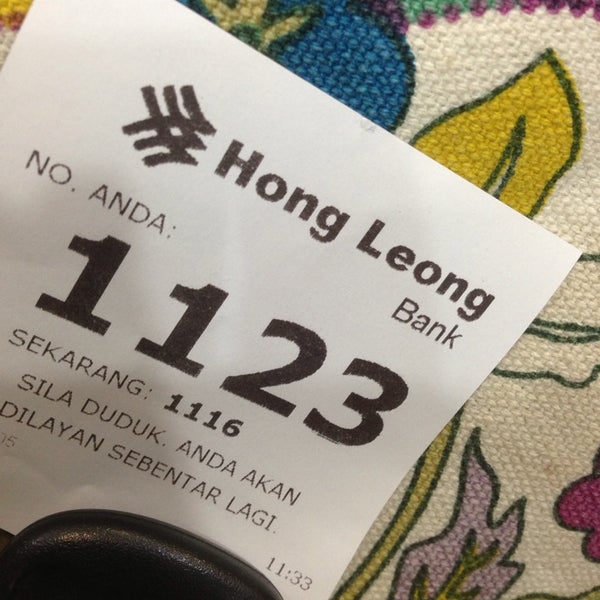 Hong Leong
Bank
NO. ANDA:
1123
SEKARANG: 1116
SILA DUDUK. ANDA AKAN
DILAYAN SEBENTAR LAGI.
11:33